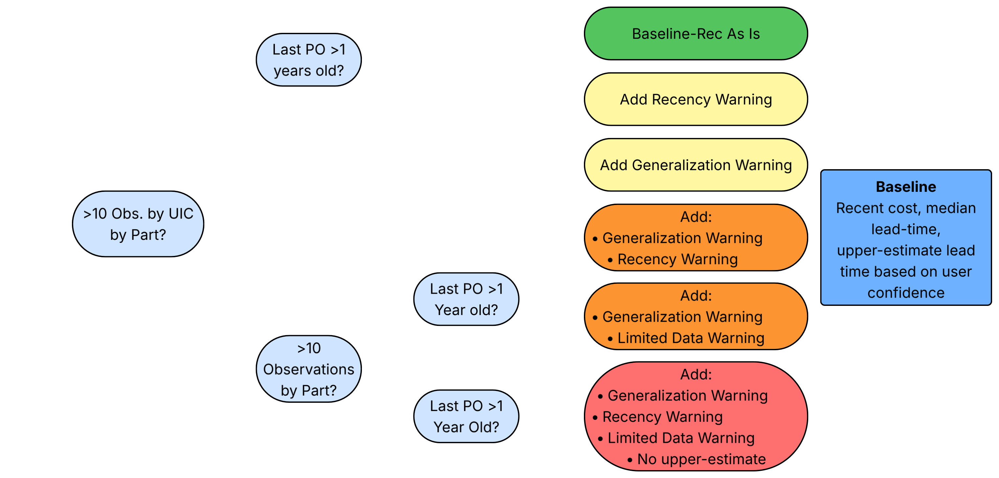 Last PO >1
years old?
>10 Obs. by UIC
by Part?
>10
Observations
by Part?
Last PO >1
Year old?
Last PO >1
Year Old?
Baseline-Rec As Is
Add Recency Warning
Add Generalization Warning
Add:
• Generalization Warning
• Recency Warning
Add:
• Generalization Warning
• Limited Data Warning
Add:
• Generalization Warning
• Recency Warning
• Limited Data Warning
• No upper-estimate
Baseline
Recent cost, median
lead-time,
upper-estimate lead
time based on user
confidence